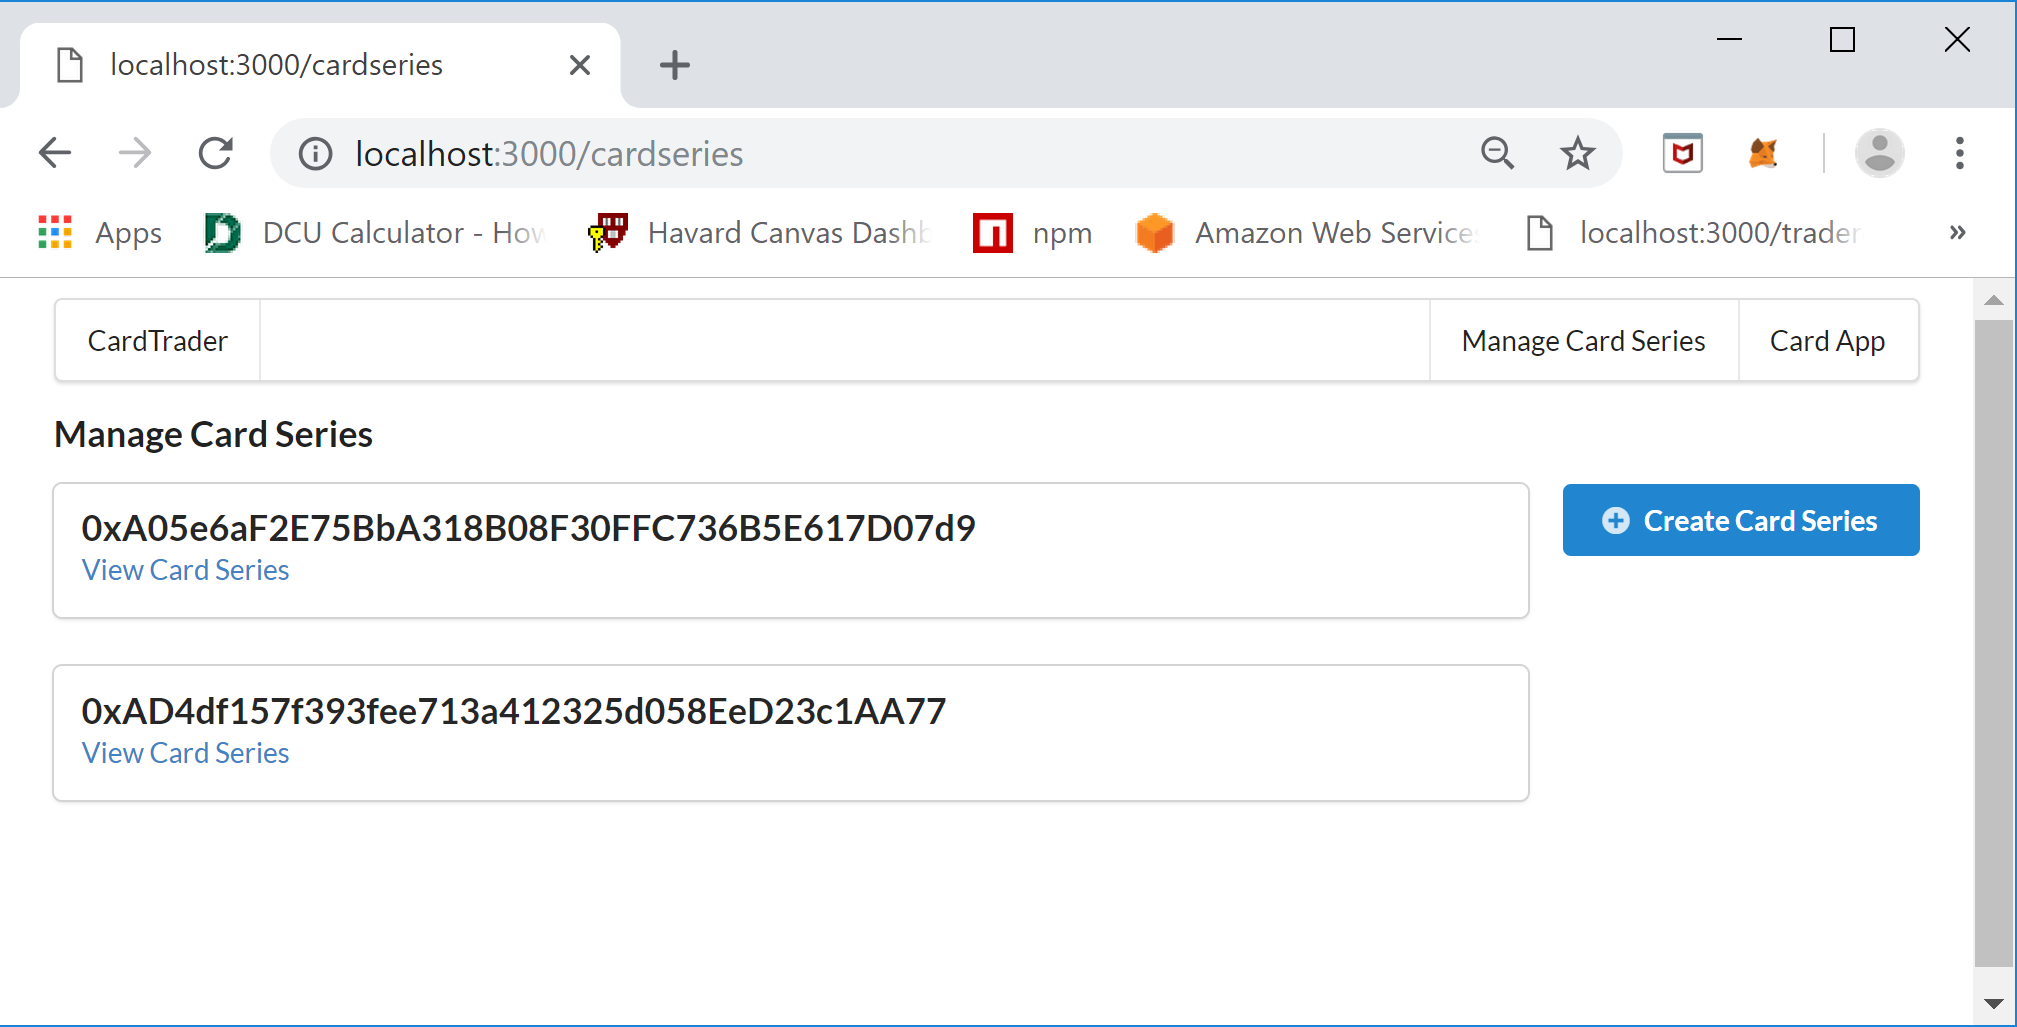 localhost:3000/cardseries
localhost:3000/cardseries
Apps DCU Calculator - How Havard Canvas Dashb npm Amazon Web Services localhost:3000/trader »
CardTrader Manage Card Series Card App
Manage Card Series
0xA05e6aF2E75BbA318B08F30FFC736B5E617D07d9
Create Card Series
View Card Series
0xAD4df157f393fee713a412325d058EeD23c1AA77
View Card Series